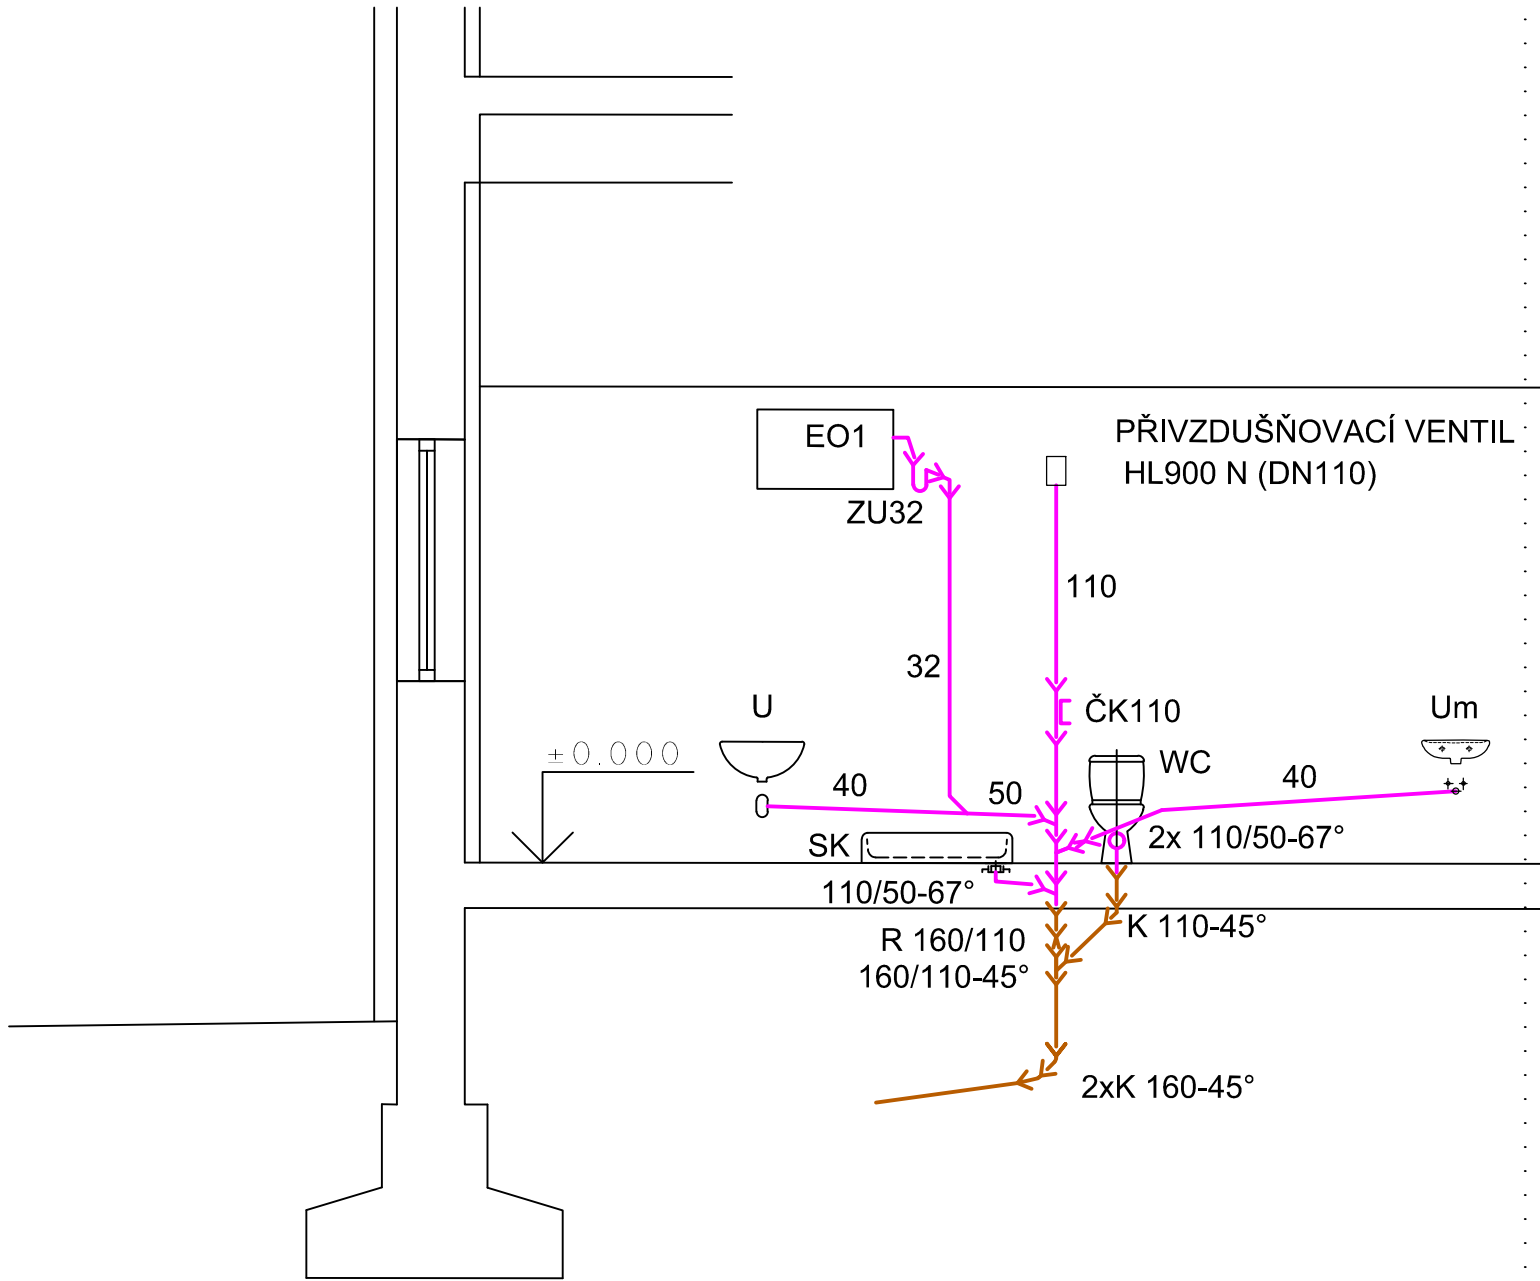 EO1
PŘIVZDUŠŇOVACÍ VENTIL
HL900 N (DN110)
ZU32
110
32
U
ČK110
Um
±0.000
WC
40
50
40
SK
2x 110/50-67°
110/50-67°
K 110-45°
R 160/110
160/110-45°
2xK 160-45°